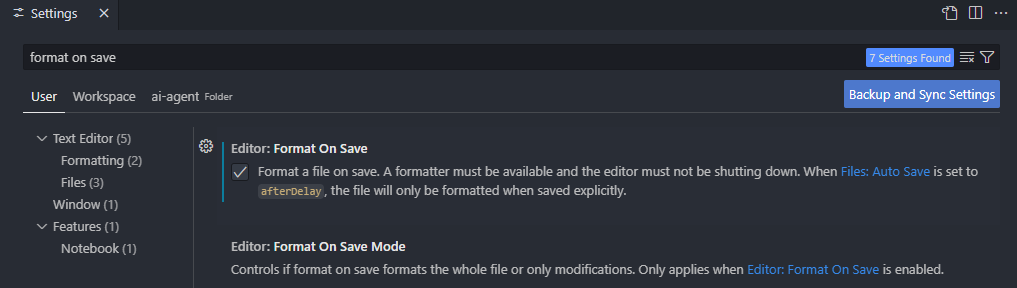 Settings
format on save
7 Settings Found
User Workspace ai-agent Folder
Backup and Sync Settings
Text Editor (5)
Formatting (2)
Files (3)
Window (1)
Features (1)
Notebook (1)
Editor: Format On Save
Format a file on save. A formatter must be available and the editor must not be shutting down. When Files: Auto Save is set to
afterDelay, the file will only be formatted when saved explicitly.
Editor: Format On Save Mode
Controls if format on save formats the whole file or only modifications. Only applies when Editor: Format On Save is enabled.